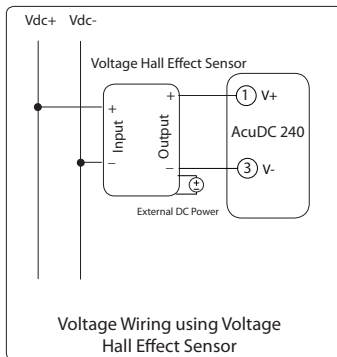 Vdc+ Vdc-
Voltage Hall Effect Sensor
+ + 1 V+
Input Output AcuDC 240
− − 3 V-
+ −
External DC Power
Voltage Wiring using Voltage
Hall Effect Sensor